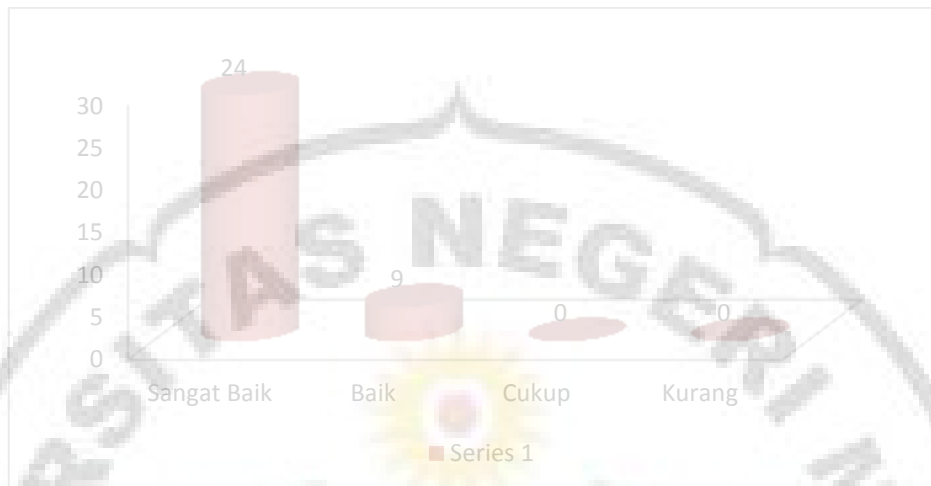 24
30
25
20
15
10
5
0
9
0
0
Sangat Baik
Baik
Cukup
Kurang
Series 1
RSITAS NEGERI M